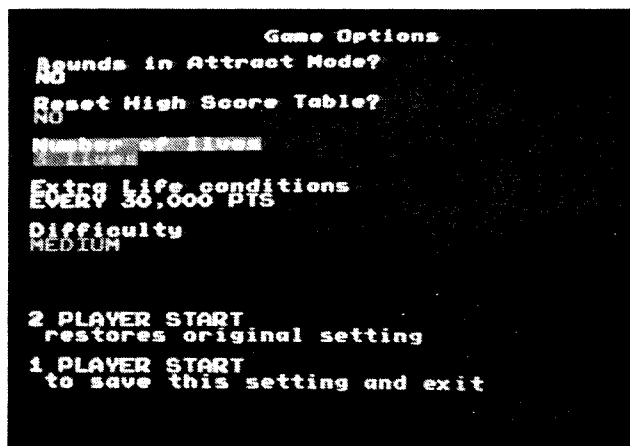 Game Options
Sounds in Attract Mode?
NO
Reset High Score Table?
NO
Number of lives
lives
Extra Life conditions
EVERY 30,000 PTS
Difficulty
MEDIUM
2 PLAYER START
restores original setting
1 PLAYER START
to save this setting and exit